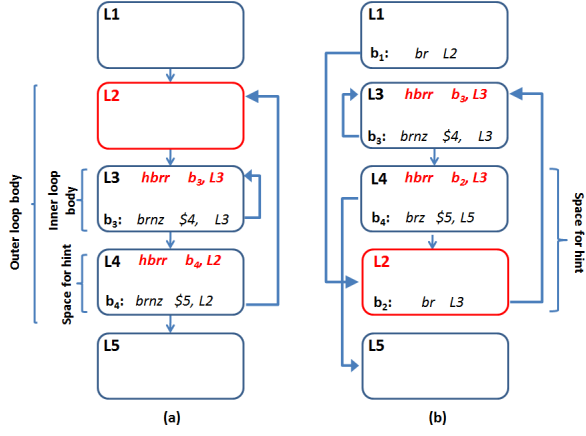 L1
L2
L3 hbrr b3, L3
b3: brnz $4, L3
L4 hbrr b4, L2
b4: brnz $5, L2
L5
Outer loop body
Inner loop
body
Space for hint
(a)
L1
b1: br L2
L3 hbrr b3, L3
b3: brnz $4, L3
L4 hbrr b2, L3
b4: brz $5, L5
L2
b2: br L3
L5
Space for hint
(b)